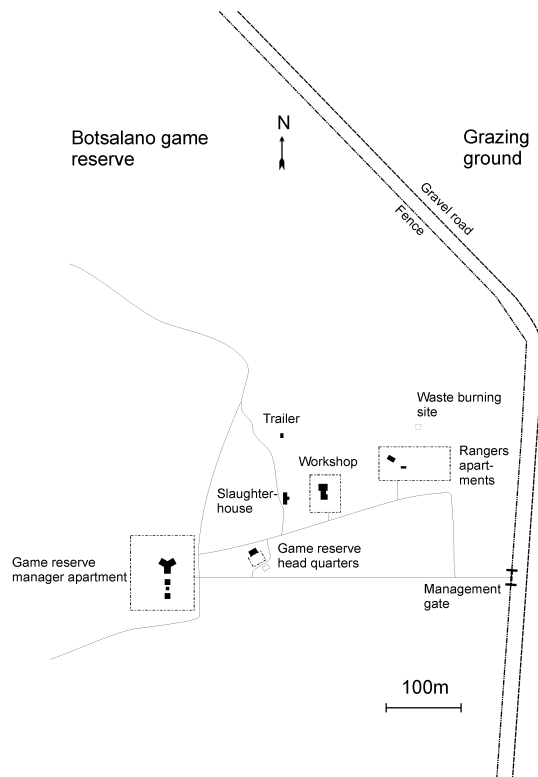 N
Botsalano game
reserve
Grazing
ground
Gravel road
Fence
Waste burning
site
Trailer
Rangers
apart-
ments
Workshop
Slaughter-
house
Game reserve
head quarters
Game reserve
manager apartment
Management
gate
100m